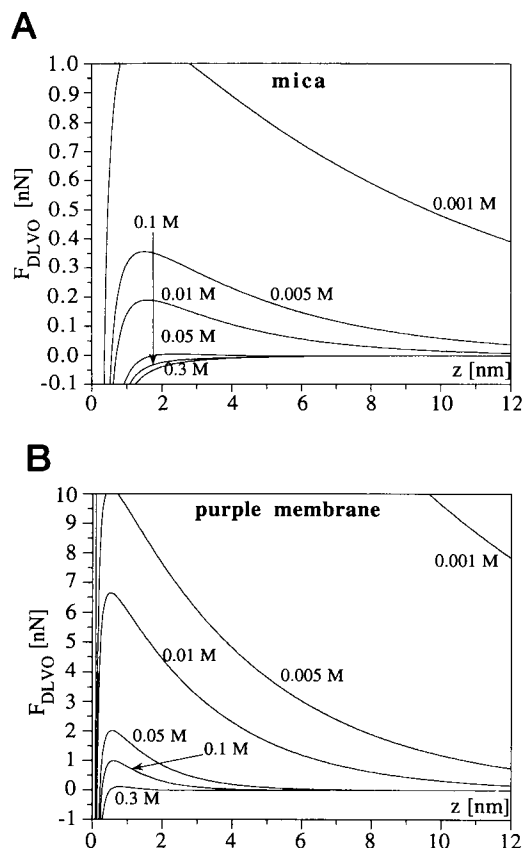 A
mica
1.0
0.9
0.8
0.7
0.6
0.5
0.4
0.3
0.2
0.1
0.0
-0.1
F_DLVO [nN]
0.001 M
0.1 M
0.005 M
0.01 M
0.05 M
0.3 M
z [nm]
0 2 4 6 8 10 12
B
purple membrane
10
9
8
7
6
5
4
3
2
1
0
-1
F_DLVO [nN]
0.001 M
0.005 M
0.01 M
0.05 M
0.1 M
0.3 M
z [nm]
0 2 4 6 8 10 12